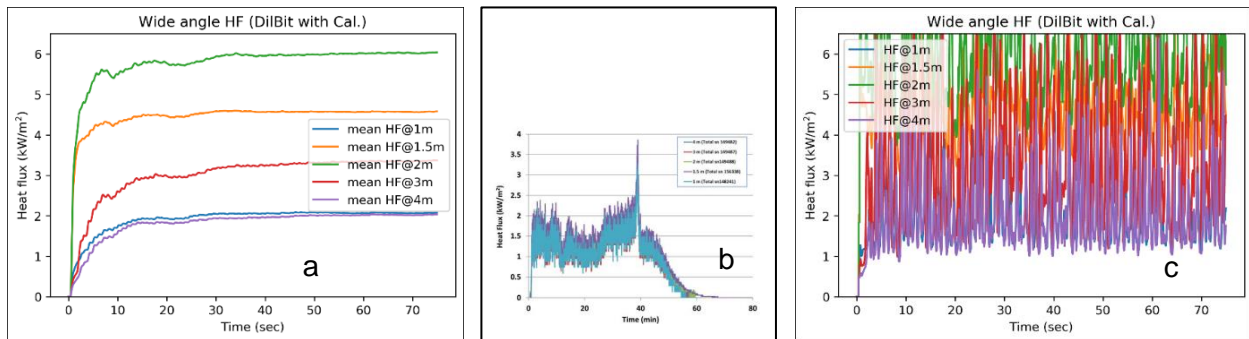 Wide angle HF (DilBit with Cal.)
Heat flux (kW/m²)
6
5
4
3
2
1
0
mean HF@1m
mean HF@1.5m
mean HF@2m
mean HF@3m
mean HF@4m
a
0 10 20 30 40 50 60 70
Time (sec)
Heat Flux (kW/m²)
4
3.5
3
2.5
2
1.5
1
0.5
0
b
0 20 40 60 80
Time (min)
Wide angle HF (DilBit with Cal.)
Heat flux (kW/m²)
6
5
4
3
2
1
0
HF@1m
HF@1.5m
HF@2m
HF@3m
HF@4m
c
0 10 20 30 40 50 60 70
Time (sec)